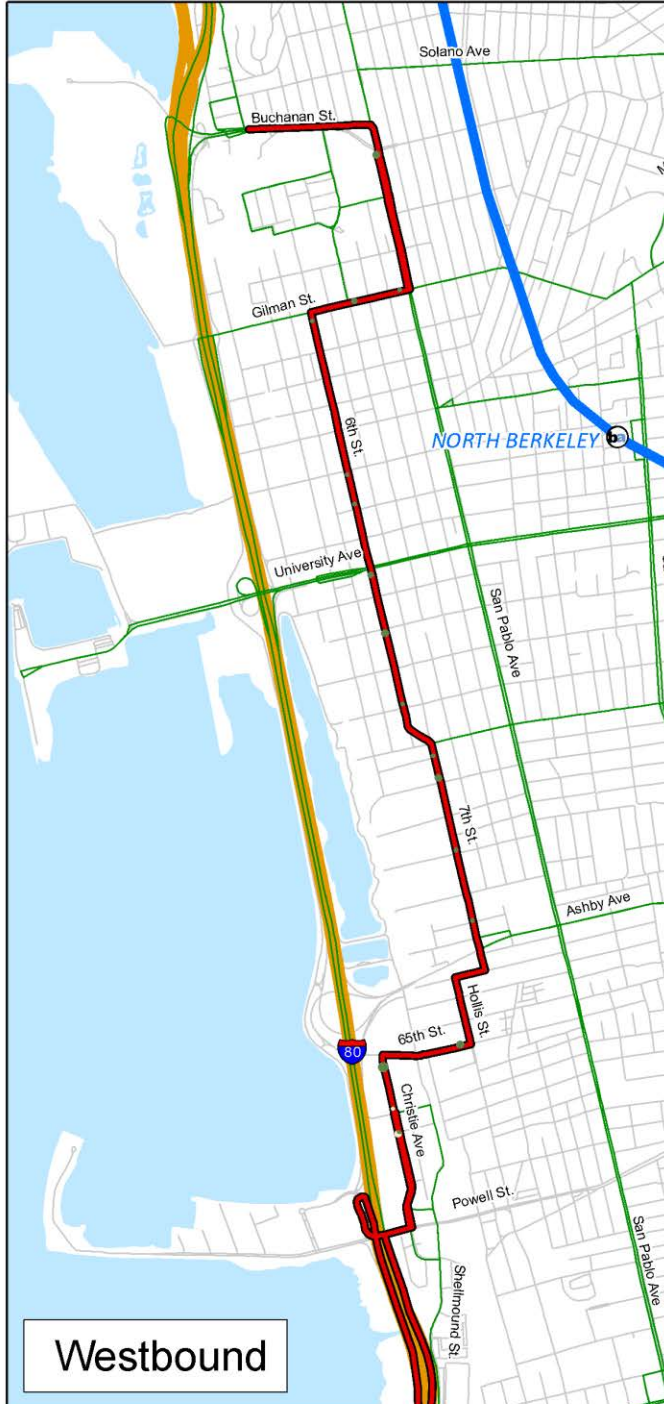 Solano Ave
Buchanan St.
Gilman St.
6th St.
NORTH BERKELEY
University Ave
San Pablo Ave
7th St.
Ashby Ave
Hollis St.
65th St.
80
Christie Ave
Powell St.
San Pablo Ave
Shellmound St.
Westbound